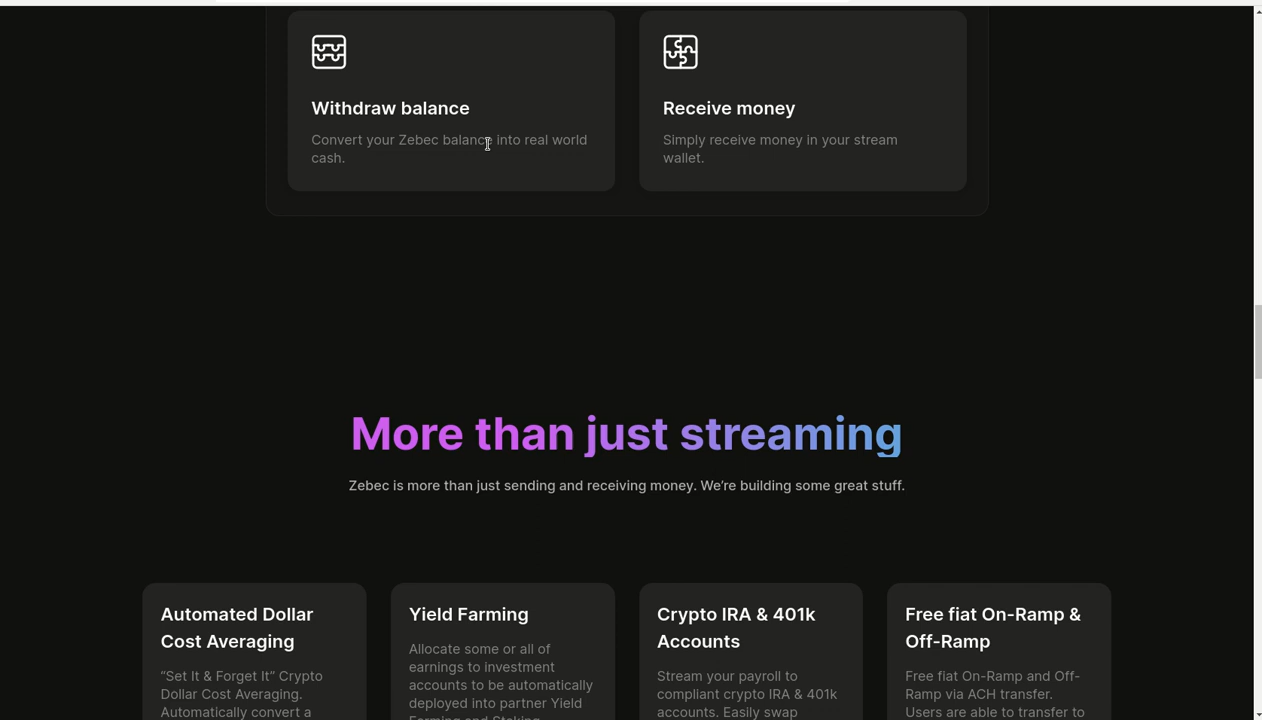 Withdraw balance
Convert your Zebec balance into real world
cash.
Receive money
Simply receive money in your stream
wallet.
More than just streaming
Zebec is more than just sending and receiving money. We’re building some great stuff.
Automated Dollar
Cost Averaging
“Set It & Forget It” Crypto
Dollar Cost Averaging.
Automatically convert a
Yield Farming
Allocate some or all of
earnings to investment
accounts to be automatically
deployed into partner Yield
Farming and Staking
Crypto IRA & 401k
Accounts
Stream your payroll to
compliant crypto IRA & 401k
accounts. Easily swap
Free fiat On-Ramp &
Off-Ramp
Free fiat On-Ramp and Off-
Ramp via ACH transfer.
Users are able to transfer to